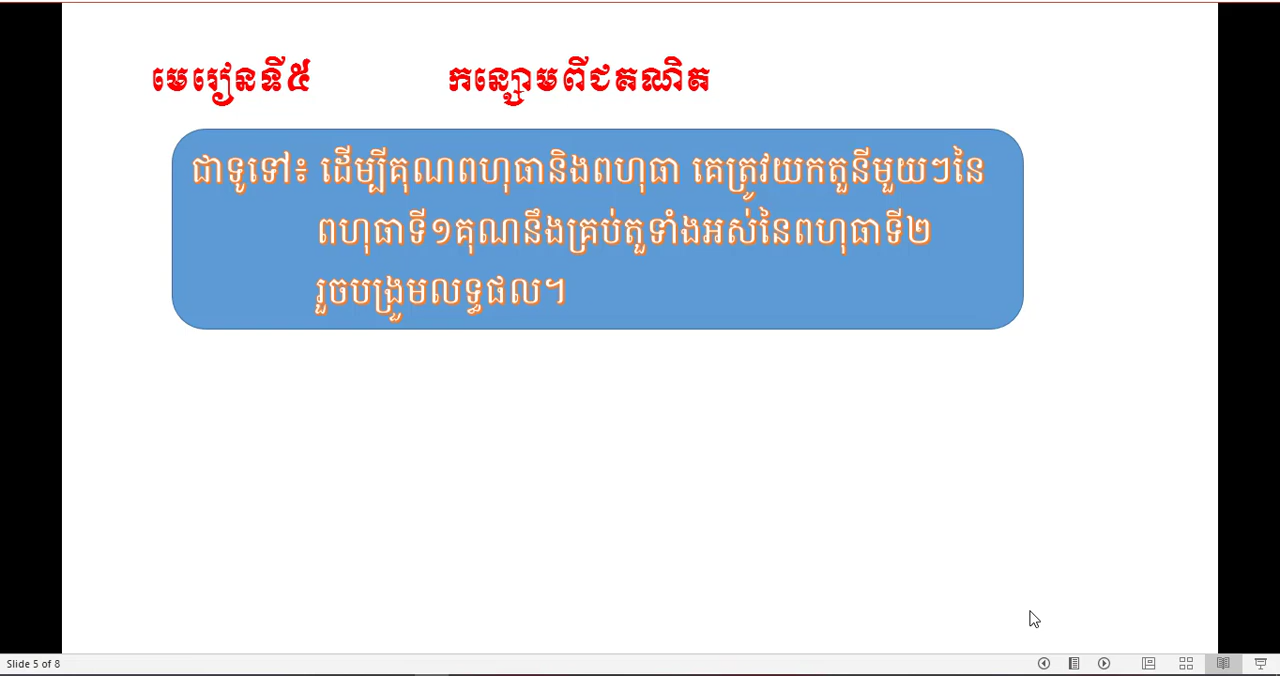 មេរៀនទី៥ កន្សោមពីជគណិត
ជាទូទៅ៖ ដើម្បីគុណពហុធានិងពហុធា គេត្រូវយកតួនីមួយៗនៃ
ពហុធាទី១គុណនឹងគ្រប់តួទាំងអស់នៃពហុធាទី២
រួចបង្រួមលទ្ធផល។
Slide 5 of 8